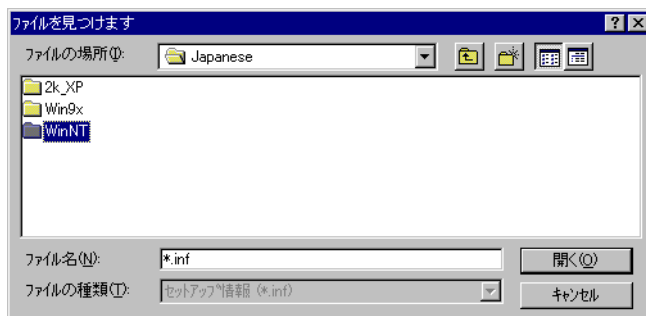 ファイルを見つけます
ファイルの場所(I):
Japanese
2k_XP
Win9x
WinNT
ファイル名(N):
*.inf
開く(O)
ファイルの種類(T):
セットアップ情報 (*.inf)
キャンセル